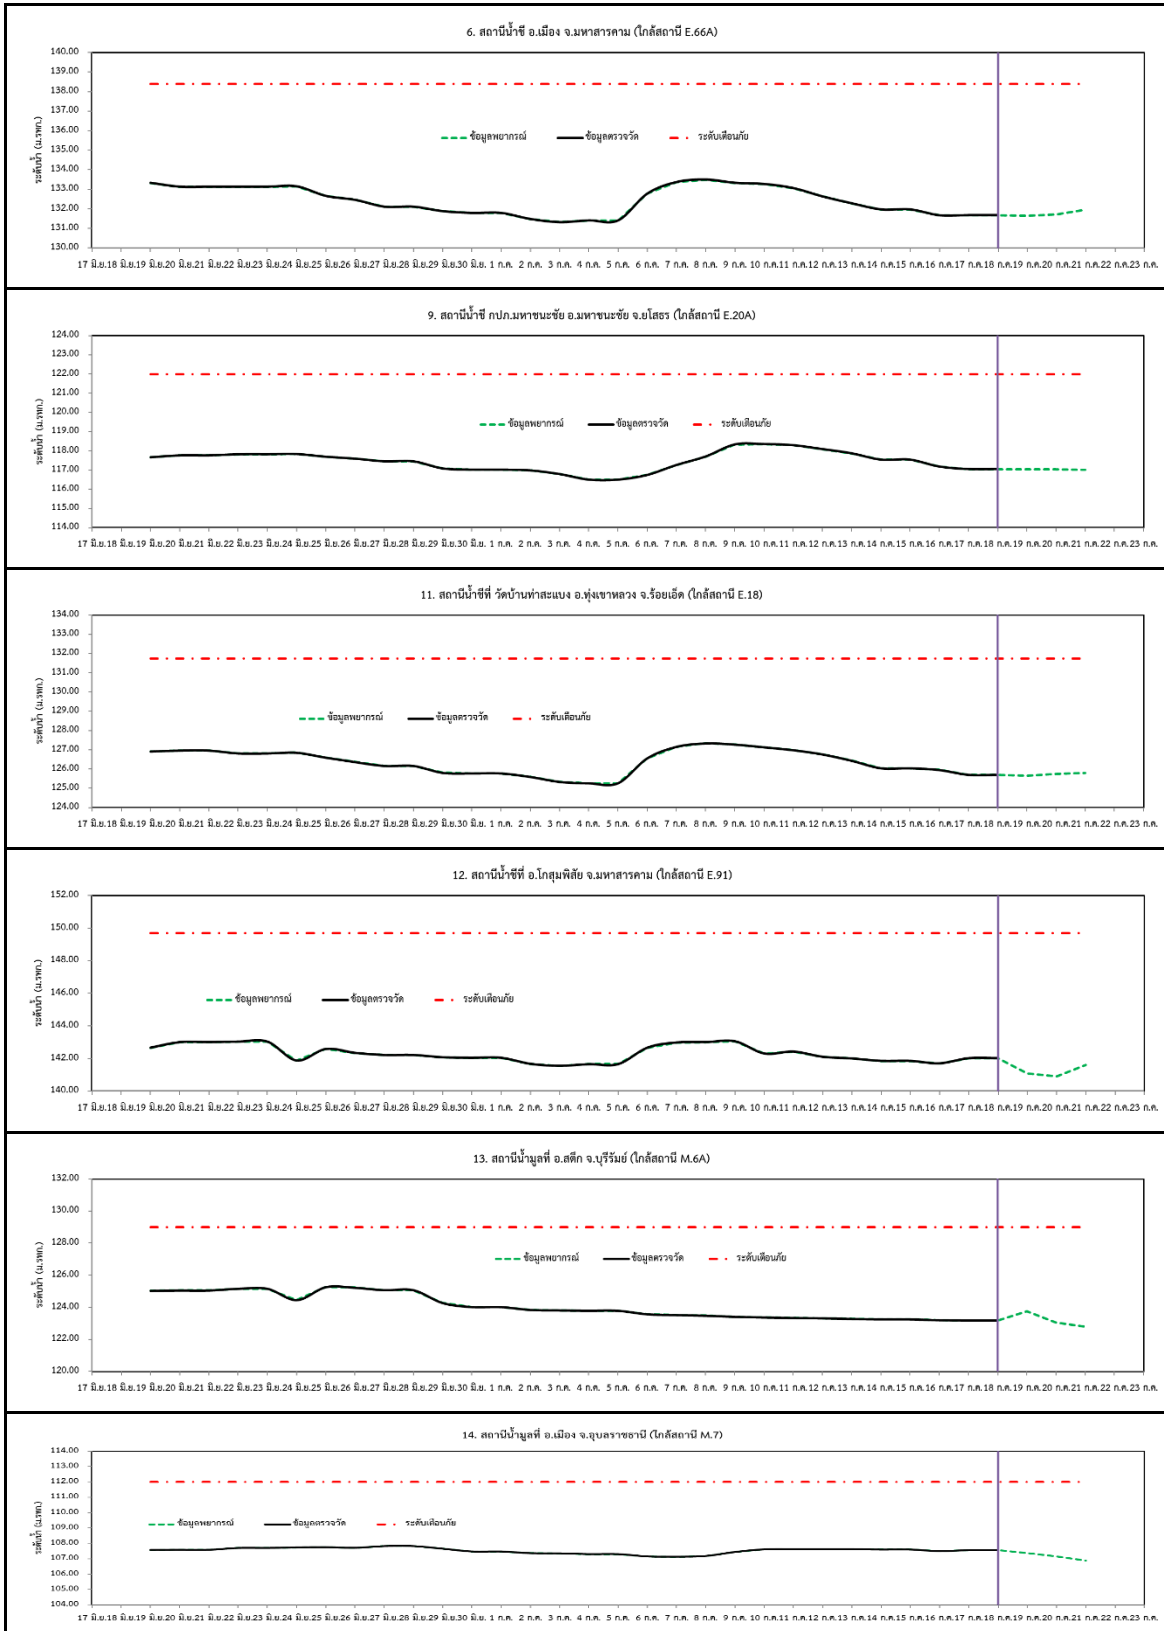 6. สถานีน้ำชี อ.เมือง จ.มหาสารคาม (ใกล้สถานี E.66A)
ระดับน้ำ (ม.รทก.)
140.00
139.00
138.00
137.00
136.00
135.00
134.00
133.00
132.00
131.00
130.00
ข้อมูลพยากรณ์ ข้อมูลตรวจวัด ระดับเตือนภัย
17 มิ.ย. 18 มิ.ย. 19 มิ.ย. 20 มิ.ย. 21 มิ.ย. 22 มิ.ย. 23 มิ.ย. 24 มิ.ย. 25 มิ.ย. 26 มิ.ย. 27 มิ.ย. 28 มิ.ย. 29 มิ.ย. 30 มิ.ย. 1 ก.ค. 2 ก.ค. 3 ก.ค. 4 ก.ค. 5 ก.ค. 6 ก.ค. 7 ก.ค. 8 ก.ค. 9 ก.ค. 10 ก.ค. 11 ก.ค. 12 ก.ค. 13 ก.ค. 14 ก.ค. 15 ก.ค. 16 ก.ค. 17 ก.ค. 18 ก.ค. 19 ก.ค. 20 ก.ค. 21 ก.ค. 22 ก.ค. 23 ก.ค.
9. สถานีน้ำชี กปภ.มหาชนะชัย อ.มหาชนะชัย จ.ยโสธร (ใกล้สถานี E.20A)
ระดับน้ำ (ม.รทก.)
124.00
123.00
122.00
121.00
120.00
119.00
118.00
117.00
116.00
115.00
114.00
ข้อมูลพยากรณ์ ข้อมูลตรวจวัด ระดับเตือนภัย
17 มิ.ย. 18 มิ.ย. 19 มิ.ย. 20 มิ.ย. 21 มิ.ย. 22 มิ.ย. 23 มิ.ย. 24 มิ.ย. 25 มิ.ย. 26 มิ.ย. 27 มิ.ย. 28 มิ.ย. 29 มิ.ย. 30 มิ.ย. 1 ก.ค. 2 ก.ค. 3 ก.ค. 4 ก.ค. 5 ก.ค. 6 ก.ค. 7 ก.ค. 8 ก.ค. 9 ก.ค. 10 ก.ค. 11 ก.ค. 12 ก.ค. 13 ก.ค. 14 ก.ค. 15 ก.ค. 16 ก.ค. 17 ก.ค. 18 ก.ค. 19 ก.ค. 20 ก.ค. 21 ก.ค. 22 ก.ค. 23 ก.ค.
11. สถานีน้ำชีที่ วัดบ้านท่าสะแบง อ.ทุ่งเขาหลวง จ.ร้อยเอ็ด (ใกล้สถานี E.18)
ระดับน้ำ (ม.รทก.)
134.00
133.00
132.00
131.00
130.00
129.00
128.00
127.00
126.00
125.00
124.00
ข้อมูลพยากรณ์ ข้อมูลตรวจวัด ระดับเตือนภัย
17 มิ.ย. 18 มิ.ย. 19 มิ.ย. 20 มิ.ย. 21 มิ.ย. 22 มิ.ย. 23 มิ.ย. 24 มิ.ย. 25 มิ.ย. 26 มิ.ย. 27 มิ.ย. 28 มิ.ย. 29 มิ.ย. 30 มิ.ย. 1 ก.ค. 2 ก.ค. 3 ก.ค. 4 ก.ค. 5 ก.ค. 6 ก.ค. 7 ก.ค. 8 ก.ค. 9 ก.ค. 10 ก.ค. 11 ก.ค. 12 ก.ค. 13 ก.ค. 14 ก.ค. 15 ก.ค. 16 ก.ค. 17 ก.ค. 18 ก.ค. 19 ก.ค. 20 ก.ค. 21 ก.ค. 22 ก.ค. 23 ก.ค.
12. สถานีน้ำชีที่ อ.โกสุมพิสัย จ.มหาสารคาม (ใกล้สถานี E.91)
ระดับน้ำ (ม.รทก.)
152.00
150.00
148.00
146.00
144.00
142.00
140.00
ข้อมูลพยากรณ์ ข้อมูลตรวจวัด ระดับเตือนภัย
17 มิ.ย. 18 มิ.ย. 19 มิ.ย. 20 มิ.ย. 21 มิ.ย. 22 มิ.ย. 23 มิ.ย. 24 มิ.ย. 25 มิ.ย. 26 มิ.ย. 27 มิ.ย. 28 มิ.ย. 29 มิ.ย. 30 มิ.ย. 1 ก.ค. 2 ก.ค. 3 ก.ค. 4 ก.ค. 5 ก.ค. 6 ก.ค. 7 ก.ค. 8 ก.ค. 9 ก.ค. 10 ก.ค. 11 ก.ค. 12 ก.ค. 13 ก.ค. 14 ก.ค. 15 ก.ค. 16 ก.ค. 17 ก.ค. 18 ก.ค. 19 ก.ค. 20 ก.ค. 21 ก.ค. 22 ก.ค. 23 ก.ค.
13. สถานีน้ำมูลที่ อ.สตึก จ.บุรีรัมย์ (ใกล้สถานี M.6A)
ระดับน้ำ (ม.รทก.)
132.00
130.00
128.00
126.00
124.00
122.00
120.00
ข้อมูลพยากรณ์ ข้อมูลตรวจวัด ระดับเตือนภัย
17 มิ.ย. 18 มิ.ย. 19 มิ.ย. 20 มิ.ย. 21 มิ.ย. 22 มิ.ย. 23 มิ.ย. 24 มิ.ย. 25 มิ.ย. 26 มิ.ย. 27 มิ.ย. 28 มิ.ย. 29 มิ.ย. 30 มิ.ย. 1 ก.ค. 2 ก.ค. 3 ก.ค. 4 ก.ค. 5 ก.ค. 6 ก.ค. 7 ก.ค. 8 ก.ค. 9 ก.ค. 10 ก.ค. 11 ก.ค. 12 ก.ค. 13 ก.ค. 14 ก.ค. 15 ก.ค. 16 ก.ค. 17 ก.ค. 18 ก.ค. 19 ก.ค. 20 ก.ค. 21 ก.ค. 22 ก.ค. 23 ก.ค.
14. สถานีน้ำมูลที่ อ.เมือง จ.อุบลราชธานี (ใกล้สถานี M.7)
ระดับน้ำ (ม.รทก.)
114.00
113.00
112.00
111.00
110.00
109.00
108.00
107.00
106.00
105.00
104.00
ข้อมูลพยากรณ์ ข้อมูลตรวจวัด ระดับเตือนภัย
17 มิ.ย. 18 มิ.ย. 19 มิ.ย. 20 มิ.ย. 21 มิ.ย. 22 มิ.ย. 23 มิ.ย. 24 มิ.ย. 25 มิ.ย. 26 มิ.ย. 27 มิ.ย. 28 มิ.ย. 29 มิ.ย. 30 มิ.ย. 1 ก.ค. 2 ก.ค. 3 ก.ค. 4 ก.ค. 5 ก.ค. 6 ก.ค. 7 ก.ค. 8 ก.ค. 9 ก.ค. 10 ก.ค. 11 ก.ค. 12 ก.ค. 13 ก.ค. 14 ก.ค. 15 ก.ค. 16 ก.ค. 17 ก.ค. 18 ก.ค. 19 ก.ค. 20 ก.ค. 21 ก.ค. 22 ก.ค. 23 ก.ค.